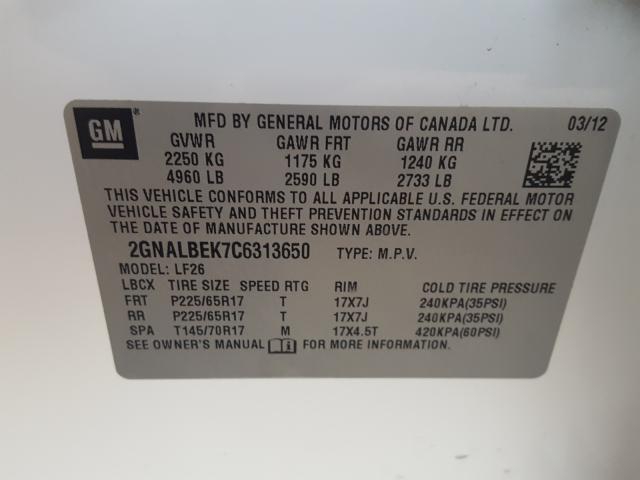 GM
MFD BY GENERAL MOTORS OF CANADA LTD. 03/12
GVWR GAWR FRT GAWR RR
2250 KG 1175 KG 1240 KG
4960 LB 2590 LB 2733 LB
THIS VEHICLE CONFORMS TO ALL APPLICABLE U.S. FEDERAL MOTOR
VEHICLE SAFETY AND THEFT PREVENTION STANDARDS IN EFFECT ON
THE DATE OF MANUFACTURE SHOWN ABOVE.
2GNALBEK7C6313650 TYPE: M.P.V.
MODEL: LF26
LBCX TIRE SIZE SPEED RTG RIM COLD TIRE PRESSURE
FRT P225/65R17 T 17X7J 240KPA(35PSI)
RR P225/65R17 T 17X7J 240KPA(35PSI)
SPA T145/70R17 M 17X4.5T 420KPA(60PSI)
SEE OWNER'S MANUAL FOR MORE INFORMATION.